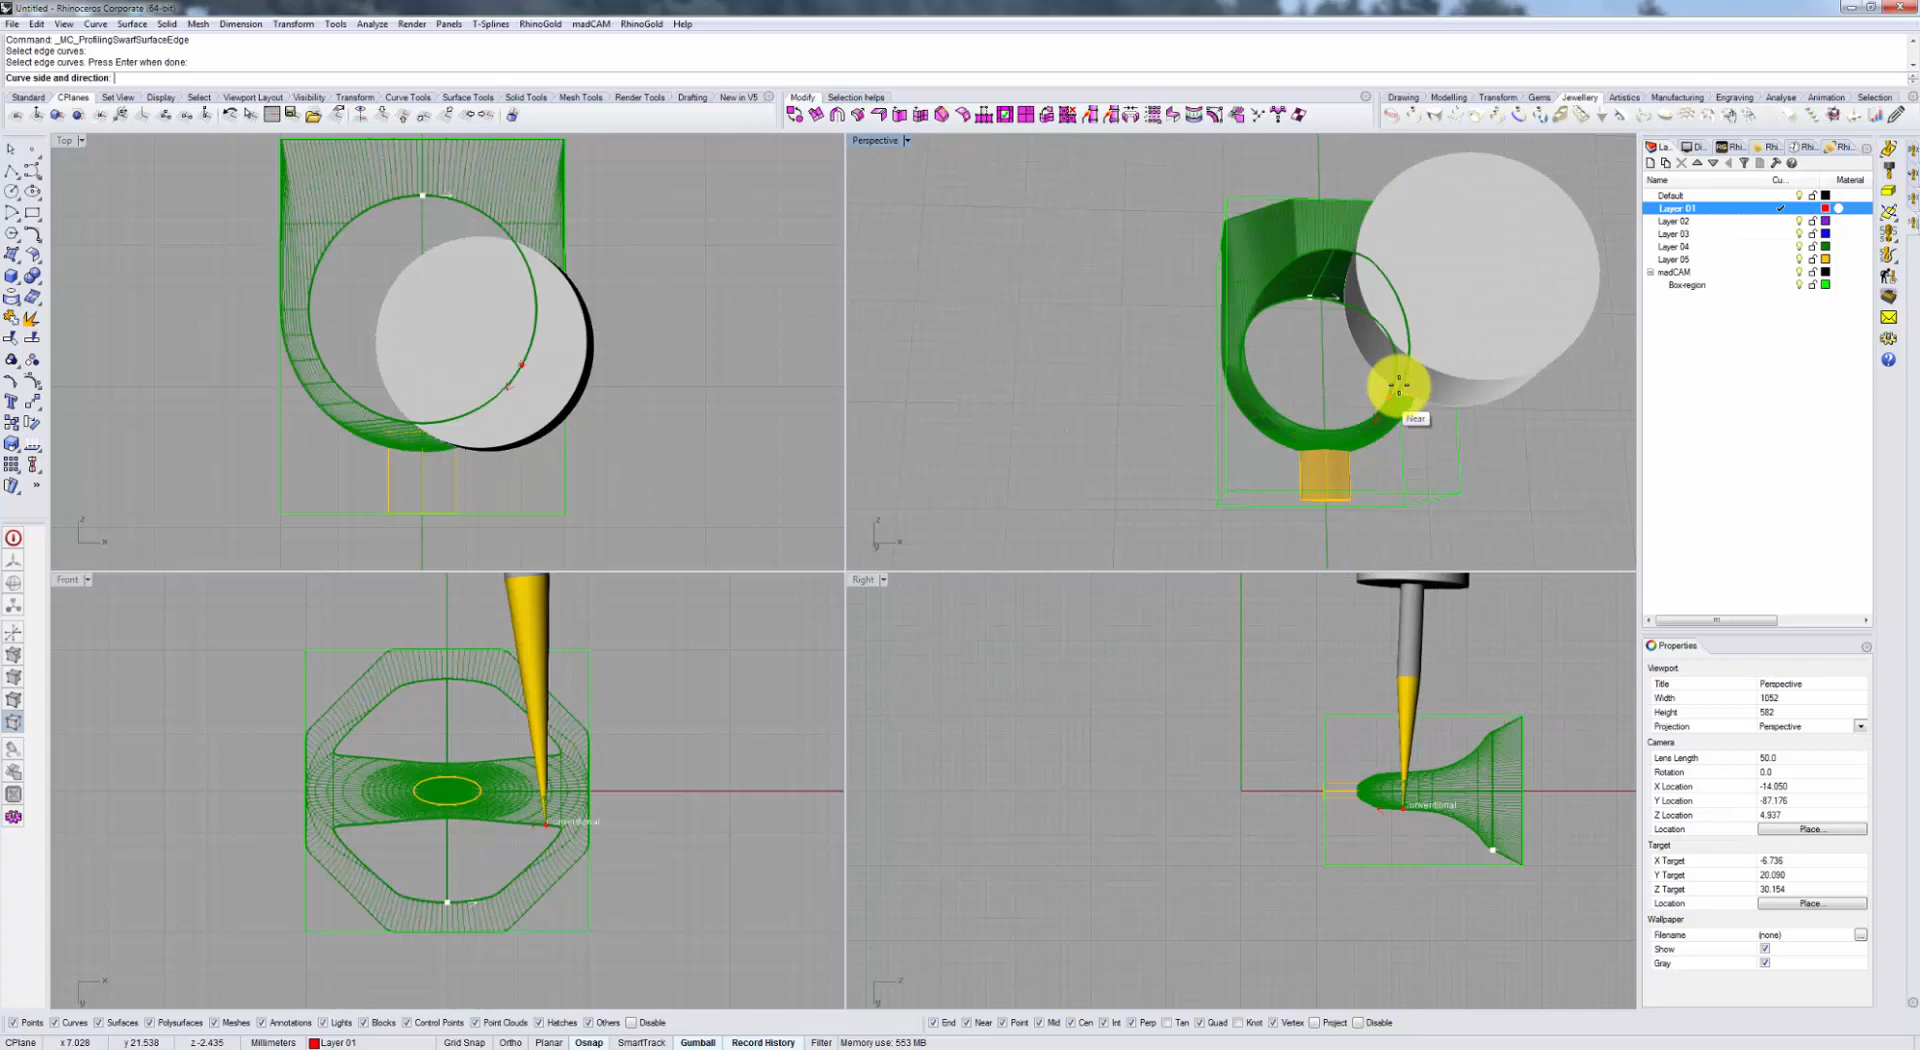 Untitled - Rhinoceros Corporate (64-bit)
File Edit View Curve Surface Solid Mesh Dimension Transform Tools Analyze Render Panels T-Splines RhinoGold madCAM RhinoGold Help
Command: _MC_ProfilingSwarfSurfaceEdge
Select edge curves:
Select edge curves. Press Enter when done:
Curve side and direction:
Standard CPlanes Set View Display Select Viewport Layout Visibility Transform Curve Tools Surface Tools Solid Tools Mesh Tools Render Tools Drafting New in V5
Modify Selection helps
Drawing Modelling Transform Gems Jewellery Artistics Manufacturing Engraving Analyse Animation Selection
Top
Perspective
Near
z
x
z
x
y
Front
Conventional
x
y
Right
Conventional
z
y
La... Di... Rhi... Rhi... Rhi... Rhi...
Name Cu... Material
Default
Layer 01
Layer 02
Layer 03
Layer 04
Layer 05
madCAM
Box-region
Properties
Viewport
Title Perspective
Width 1052
Height 582
Projection Perspective
Camera
Lens Length 50.0
Rotation 0.0
X Location -14.050
Y Location -87.176
Z Location 4.937
Location Place...
Target
X Target -6.736
Y Target 20.090
Z Target 30.154
Location Place...
Wallpaper
Filename (none) ...
Show
Gray
Points Curves Surfaces Polysurfaces Meshes Annotations Lights Blocks Control Points Point Clouds Hatches Others Disable
End Near Point Mid Cen Int Perp Tan Quad Knot Vertex Project Disable
CPlane x 7.028 y 21.538 z -2.435 Millimeters Layer 01 Grid Snap Ortho Planar Osnap SmartTrack Gumball Record History Filter Memory use: 553 MB